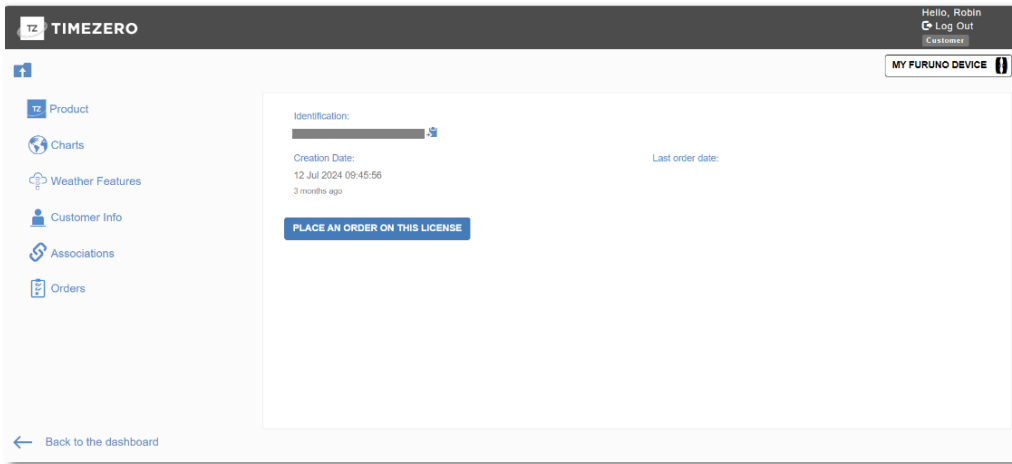 TZ TIMEZERO
Hello, Robin
Log Out
Customer
MY FURUNO DEVICE
TZ Product
Charts
Weather Features
Customer Info
Associations
Orders
Identification:
Creation Date:
12 Jul 2024 09:45:56
3 months ago
Last order date:
PLACE AN ORDER ON THIS LICENSE
Back to the dashboard